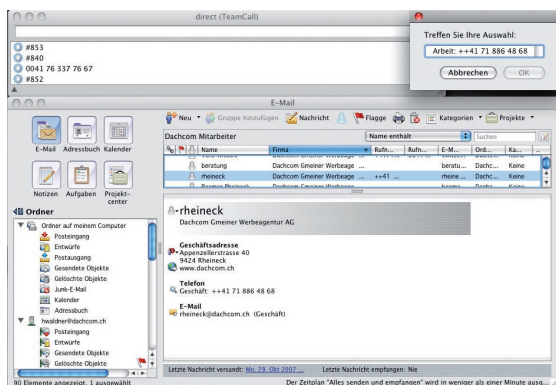 direct (TeamCall)
#853
#840
0041 76 337 76 67
#852
Treffen Sie Ihre Auswahl:
Arbeit: ++41 71 886 48 68
Abbrechen
OK
E-Mail
Neu
Gruppe hinzufügen
Nachricht
Flagge
Kategorien
Projekte
E-Mail
Adressbuch
Kalender
Notizen
Aufgaben
Projekt-
center
Dachcom Mitarbeiter
Name enthält
Suchen
Name Firma Rufn... Rufn... E-M... Ord... Ka...
beratung Dachcom Gmeiner Werbeage ... beratu... Dachc... Keine
rheineck Dachcom Gmeiner Werbeage ... ++41 ... rheine ... Dachc... Keine
Ordner
Ordner auf meinem Computer
Posteingang
Entwürfe
Postausgang
Gesendete Objekte
Gelöschte Objekte
Junk-E-Mail
Kalender
Adressbuch
hwaldner@dachcom.ch
Posteingang
Entwürfe
Gesendete Objekte
Gelöschte Objekte
rheineck
Dachcom Gmeiner Werbeagentur AG
Geschäftsadresse
Appenzellerstrasse 40
9424 Rheineck
www.dachcom.ch
Telefon
Geschäft: ++41 71 886 48 68
E-Mail
rheineck@dachcom.ch (Geschäft)
Letzte Nachricht versandt: Mo, 29. Okt 2007 ...
Letzte Nachricht empfangen: Nie
90 Elemente angezeigt, 1 ausgewählt
Der Zeitplan "Alles senden und empfangen" wird in weniger als einer Minute ausg...